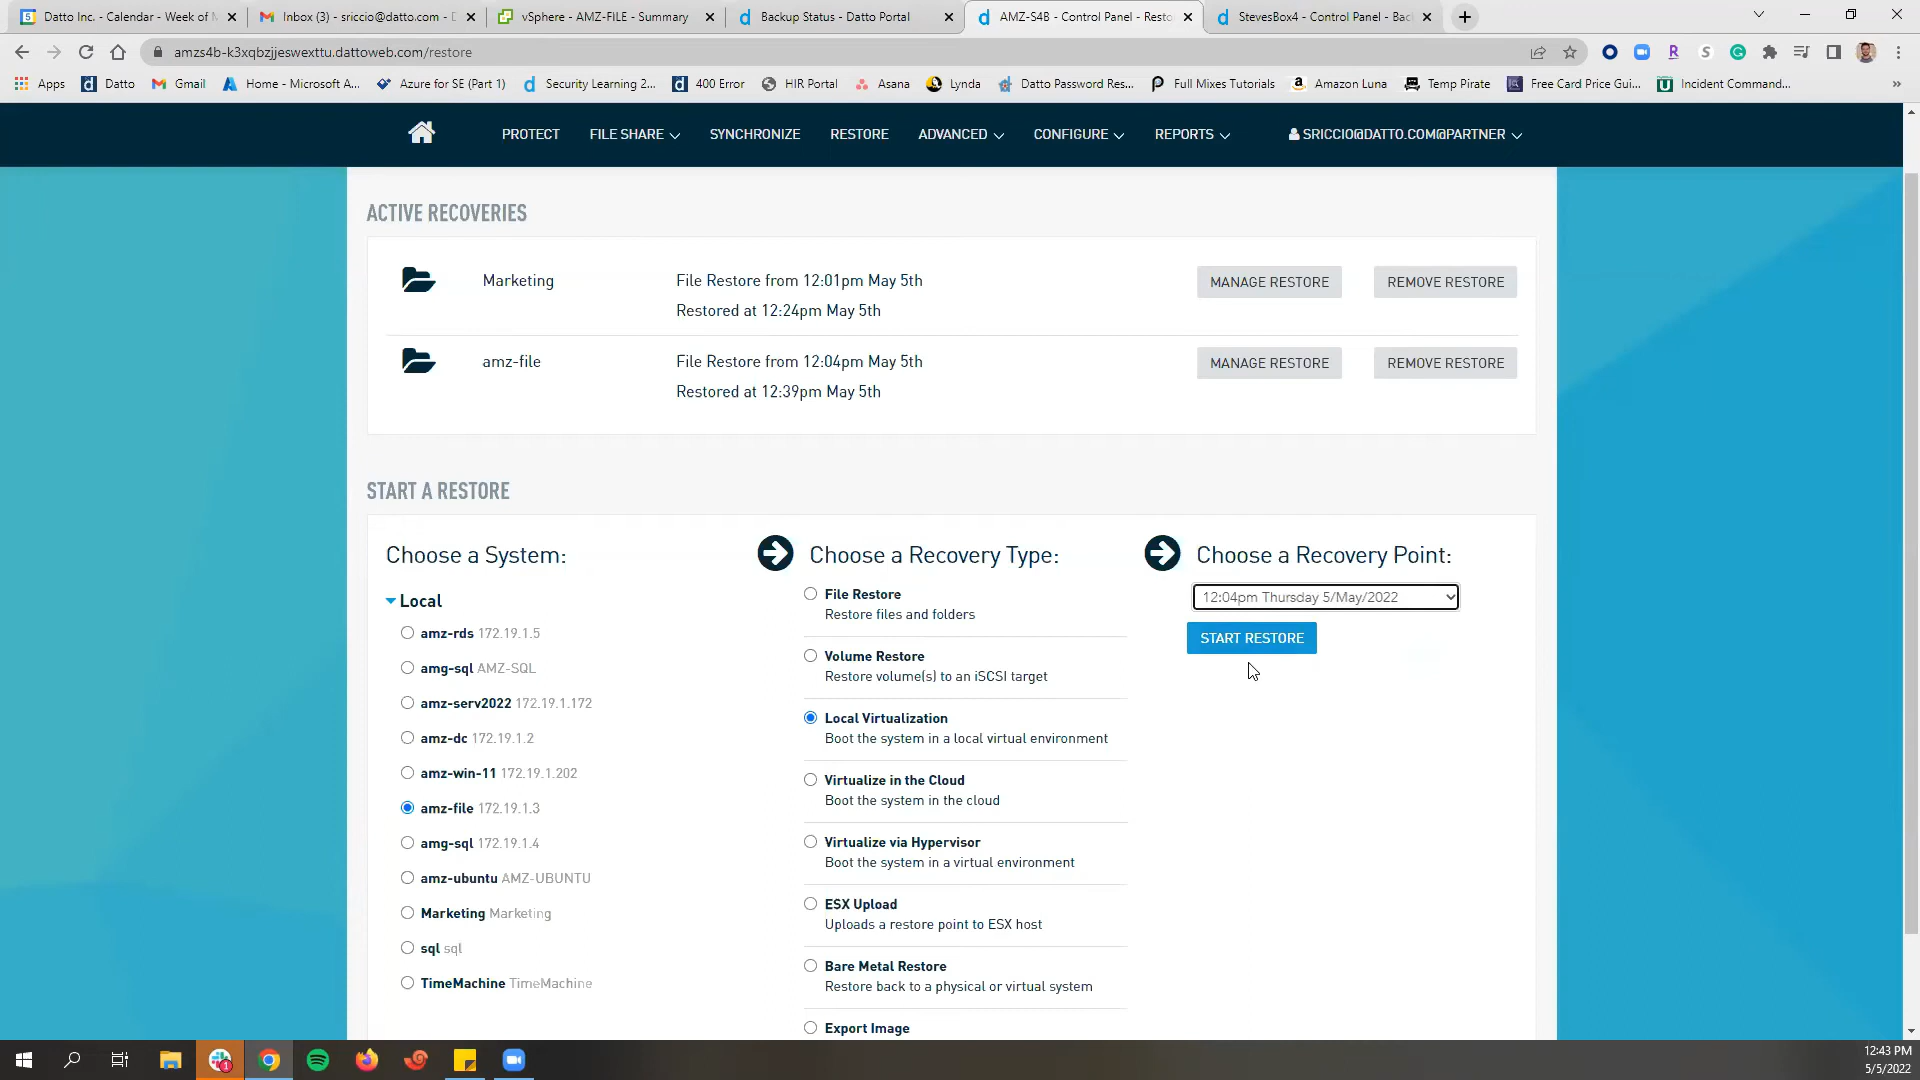 Datto Inc. - Calendar - Week of M
Inbox (3) - sriccio@datto.com - D
vSphere - AMZ-FILE - Summary
Backup Status - Datto Portal
AMZ-S4B - Control Panel - Resto
StevesBox4 - Control Panel - Bac
amzs4b-k3xqbzjjeswexttu.dattoweb.com/restore
Apps
Datto
Gmail
Home - Microsoft A...
Azure for SE (Part 1)
Security Learning 2...
400 Error
HIR Portal
Asana
Lynda
Datto Password Res...
Full Mixes Tutorials
Amazon Luna
Temp Pirate
Free Card Price Gui...
Incident Command...
PROTECT
FILE SHARE
SYNCHRONIZE
RESTORE
ADVANCED
CONFIGURE
REPORTS
SRICCIO@DATTO.COM@PARTNER
ACTIVE RECOVERIES
Marketing
File Restore from 12:01pm May 5th
Restored at 12:24pm May 5th
MANAGE RESTORE
REMOVE RESTORE
amz-file
File Restore from 12:04pm May 5th
Restored at 12:39pm May 5th
MANAGE RESTORE
REMOVE RESTORE
START A RESTORE
Choose a System:
Local
amz-rds 172.19.1.5
amg-sql AMZ-SQL
amz-serv2022 172.19.1.172
amz-dc 172.19.1.2
amz-win-11 172.19.1.202
amz-file 172.19.1.3
amg-sql 172.19.1.4
amz-ubuntu AMZ-UBUNTU
Marketing Marketing
sql sql
TimeMachine TimeMachine
Choose a Recovery Type:
File Restore
Restore files and folders
Volume Restore
Restore volume(s) to an iSCSI target
Local Virtualization
Boot the system in a local virtual environment
Virtualize in the Cloud
Boot the system in the cloud
Virtualize via Hypervisor
Boot the system in a virtual environment
ESX Upload
Uploads a restore point to ESX host
Bare Metal Restore
Restore back to a physical or virtual system
Export Image
Choose a Recovery Point:
12:04pm Thursday 5/May/2022
START RESTORE
12:43 PM
5/5/2022